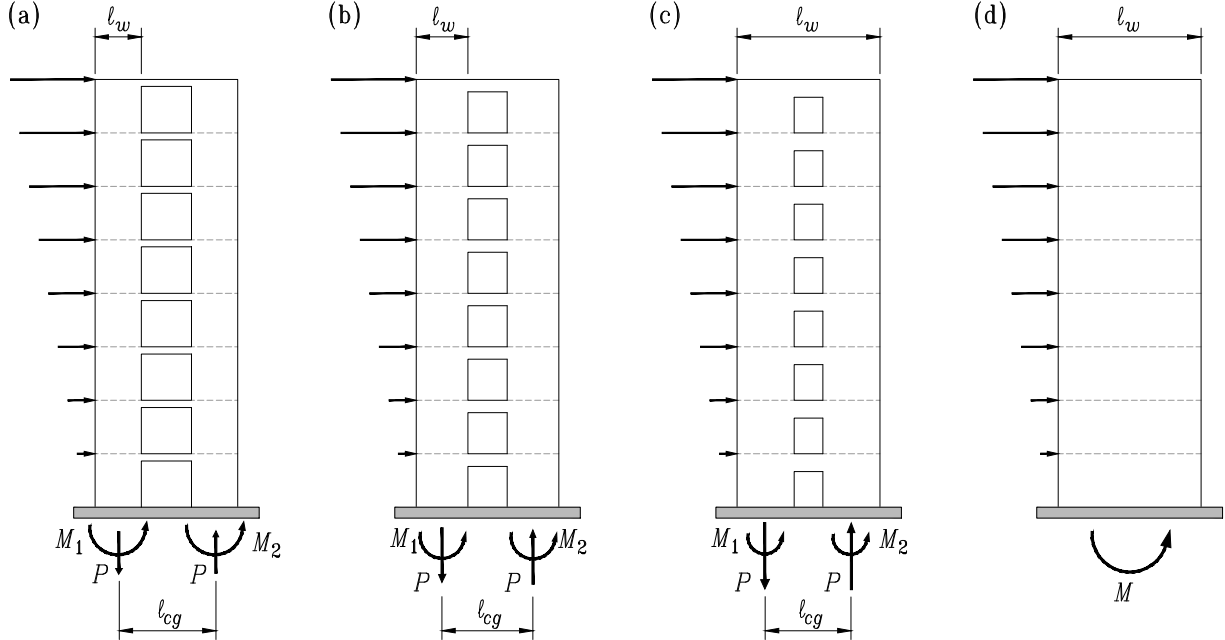 (a) ℓw (b) ℓw (c) ℓw (d) ℓw
M1 P P M2 M1 P P M2 M1 P P M2 M
ℓcg ℓcg ℓcg